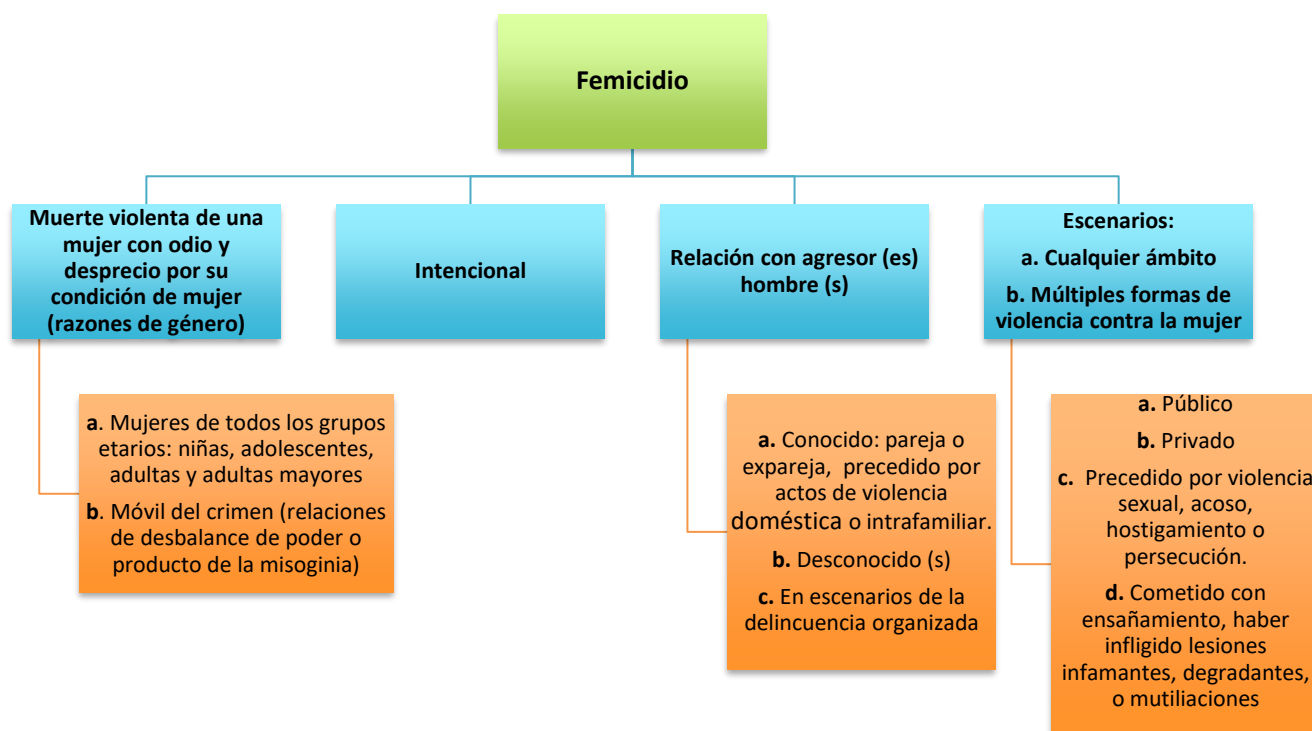 Femicidio
Muerte violenta de una
mujer con odio y
desprecio por su
condición de mujer
(razones de género)
Intencional
Relación con agresor (es)
hombre (s)
Escenarios:
a. Cualquier ámbito
b. Múltiples formas de
violencia contra la mujer
a. Mujeres de todos los grupos
etarios: niñas, adolescentes,
adultas y adultas mayores
b. Móvil del crimen (relaciones
de desbalance de poder o
producto de la misoginia)
a. Conocido: pareja o
expareja, precedido por
actos de violencia
doméstica o intrafamiliar.
b. Desconocido (s)
c. En escenarios de la
delincuencia organizada
a. Público
b. Privado
c. Precedido por violencia
sexual, acoso,
hostigamiento o
persecución.
d. Cometido con
ensañamiento, haber
infligido lesiones
infamantes, degradantes,
o mutiliaciones